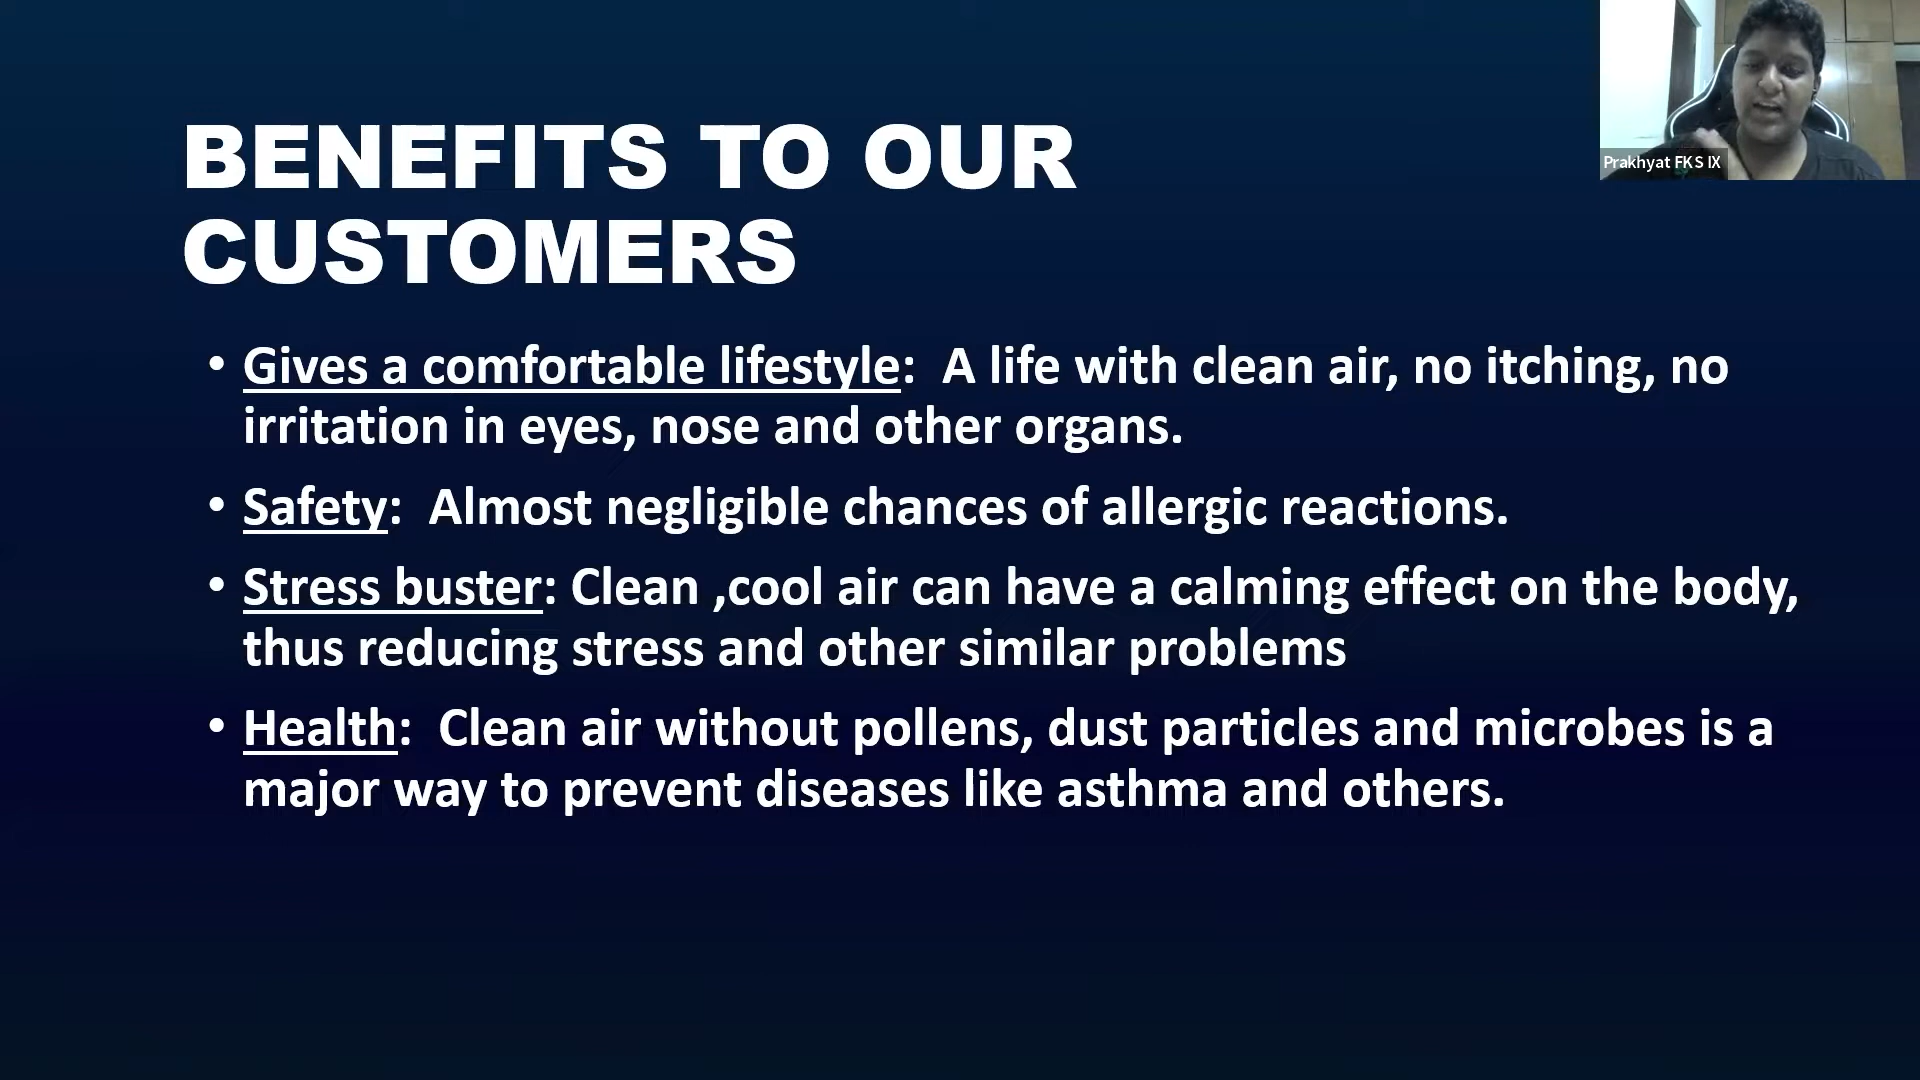 BENEFITS TO OUR
CUSTOMERS
Prakhyat FKS IX
• Gives a comfortable lifestyle:  A life with clean air, no itching, no
irritation in eyes, nose and other organs.
• Safety:  Almost negligible chances of allergic reactions.
• Stress buster: Clean ,cool air can have a calming effect on the body,
thus reducing stress and other similar problems
• Health:  Clean air without pollens, dust particles and microbes is a
major way to prevent diseases like asthma and others.